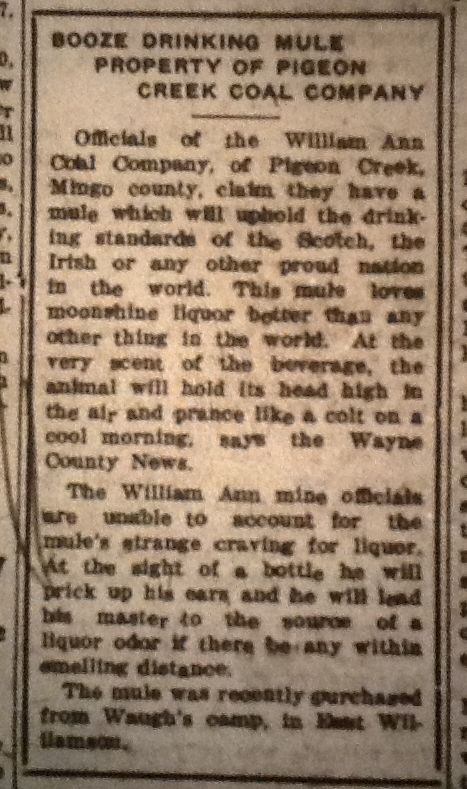 BOOZE DRINKING MULE
PROPERTY OF PIGEON
CREEK COAL COMPANY
Officials of the William Ann
Coal Company, of Pigeon Creek,
Mingo county, claim they have a
mule which will uphold the drink-
ing standards of the Scotch, the
Irish or any other proud nation
in the world. This mule loves
moonshine liquor better than any
other thing in the world. At the
very scent of the beverage, the
animal will hold its head high in
the air and prance like a colt on a
cool morning, says the Wayne
County News.
The William Ann mine officials
are unable to account for the
mule's strange craving for liquor.
At the sight of a bottle he will
prick up his ears and he will lead
his master to the source of a
liquor odor if there be any within
smelling distance.
The mule was recently purchased
from Waugh's camp, in East Wil-
liamson.